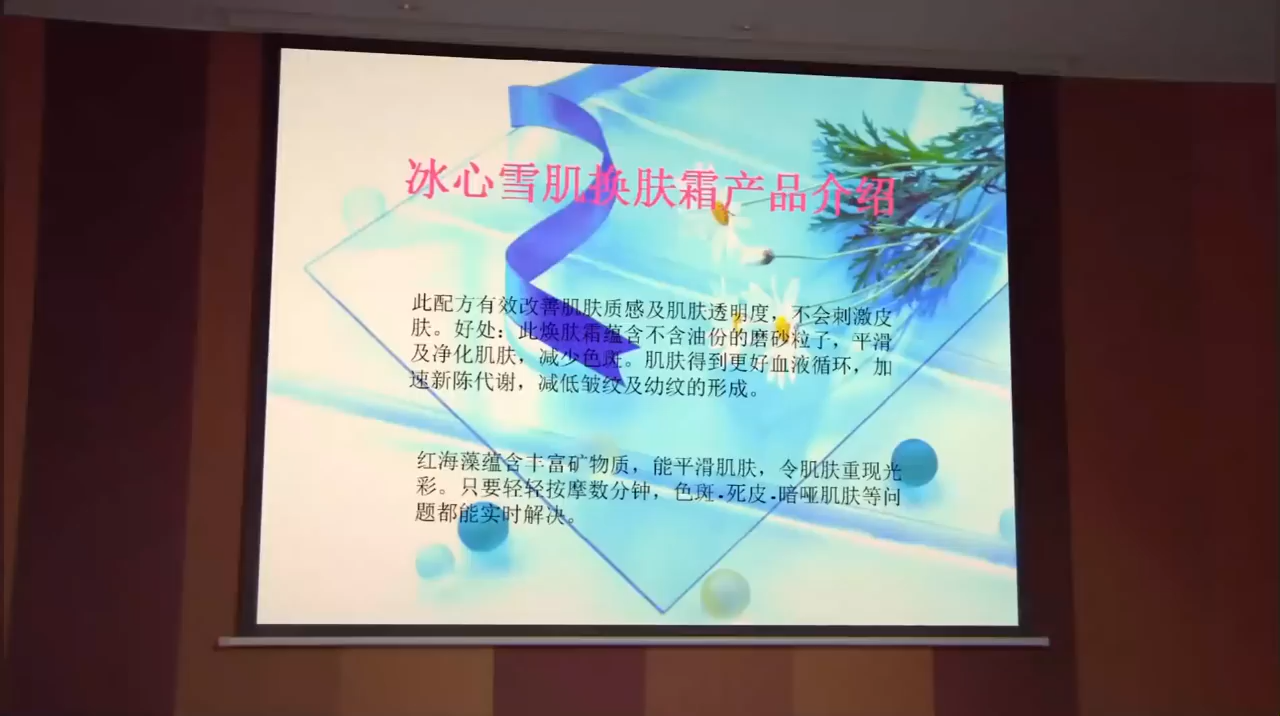 冰心雪肌换肤霜产品介绍
此配方有效改善肌肤质感及肌肤透明度，不会刺激皮
肤。好处：此焕肤霜蕴含不含油份的磨砂粒子，平滑
及净化肌肤，减少色斑。肌肤得到更好血液循环，加
速新陈代谢，减低皱纹及幼纹的形成。
红海藻蕴含丰富矿物质，能平滑肌肤，令肌肤重现光
彩。只要轻轻按摩数分钟，色斑.死皮.暗哑肌肤等问
题都能实时解决。